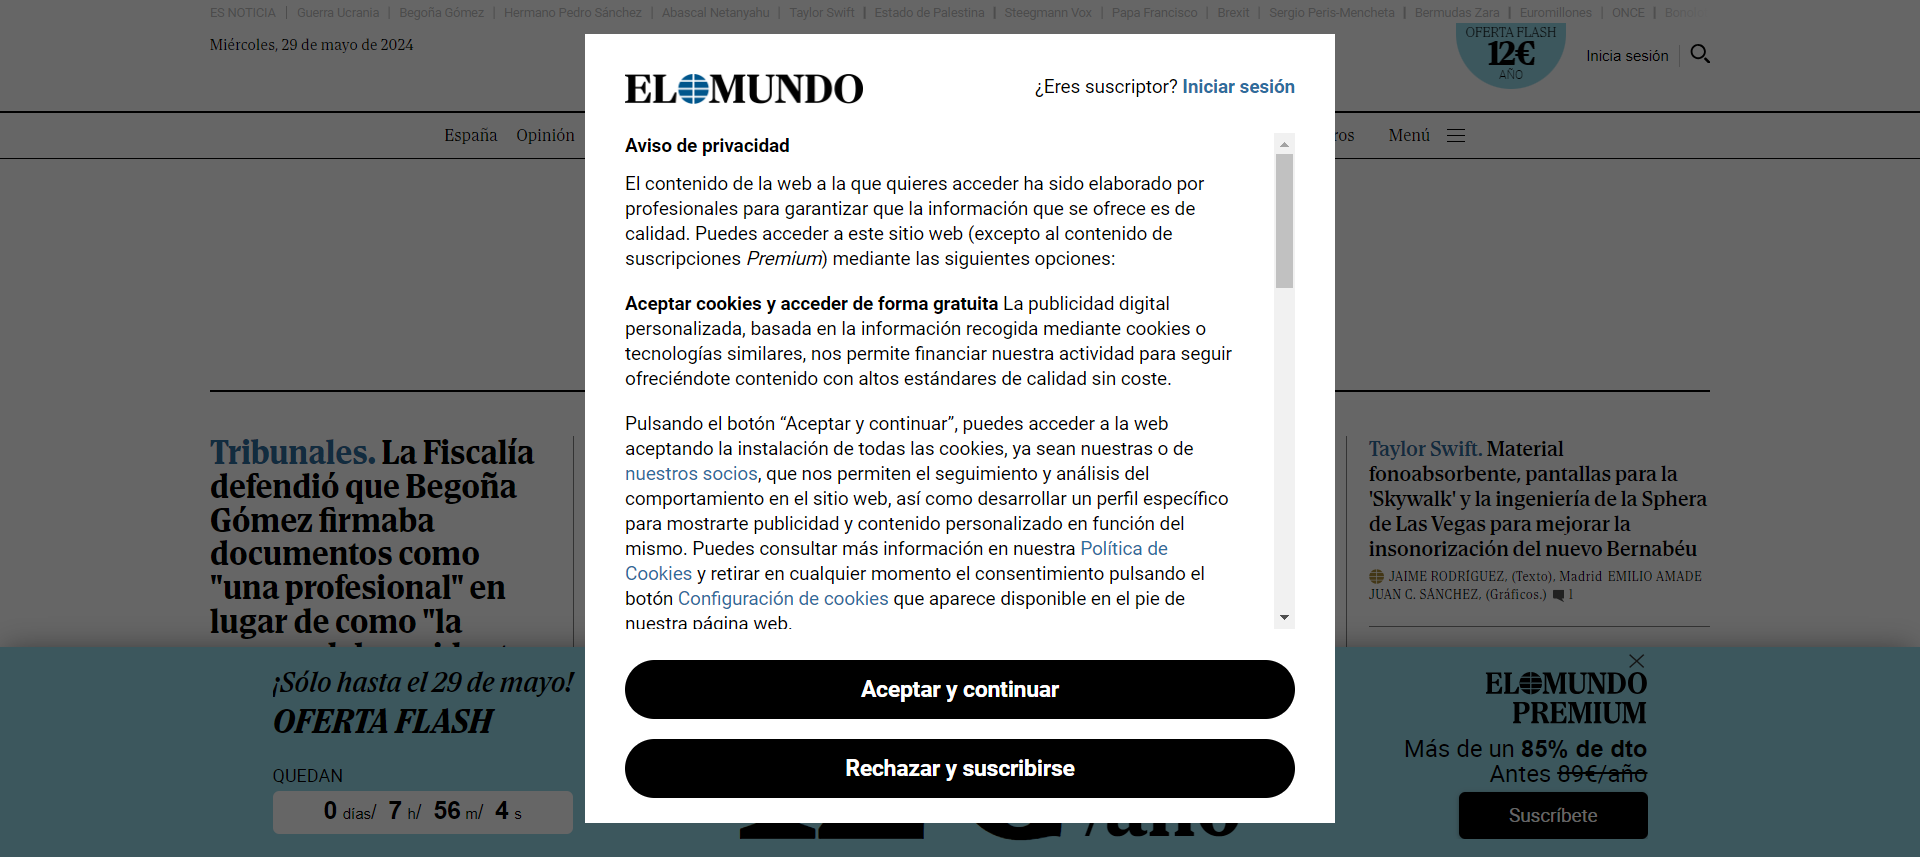 ES NOTICIA | Guerra Ucrania | Begoña Gómez | Hermano Pedro Sánchez | Abascal Netanyahu | Taylor Swift | Estado de Palestina | Steegmann Vox | Papa Francisco | Brexit | Sergio Peris-Mencheta | Bermudas Zara | Euromillones | ONCE |
Miércoles, 29 de mayo de 2024
OFERTA FLASH
12€
AÑO
Inicia sesión
España Opinión
Menú
EL MUNDO
¿Eres suscriptor? Iniciar sesión
Aviso de privacidad
El contenido de la web a la que quieres acceder ha sido elaborado por
profesionales para garantizar que la información que se ofrece es de
calidad. Puedes acceder a este sitio web (excepto al contenido de
suscripciones Premium) mediante las siguientes opciones:
Aceptar cookies y acceder de forma gratuita La publicidad digital
personalizada, basada en la información recogida mediante cookies o
tecnologías similares, nos permite financiar nuestra actividad para seguir
ofreciéndote contenido con altos estándares de calidad sin coste.
Pulsando el botón “Aceptar y continuar”, puedes acceder a la web
aceptando la instalación de todas las cookies, ya sean nuestras o de
nuestros socios, que nos permiten el seguimiento y análisis del
comportamiento en el sitio web, así como desarrollar un perfil específico
para mostrarte publicidad y contenido personalizado en función del
mismo. Puedes consultar más información en nuestra Política de
Cookies y retirar en cualquier momento el consentimiento pulsando el
botón Configuración de cookies que aparece disponible en el pie de
nuestra página web.
Aceptar y continuar
Rechazar y suscribirse
Tribunales. La Fiscalía
defendió que Begoña
Gómez firmaba
documentos como
"una profesional" en
lugar de como "la
Taylor Swift. Material
fonoabsorbente, pantallas para la
'Skywalk' y la ingeniería de la Sphera
de Las Vegas para mejorar la
insonorización del nuevo Bernabéu
JAIME RODRÍGUEZ, (Texto), Madrid EMILIO AMADE
JUAN C. SÁNCHEZ, (Gráficos.) 1
¡Sólo hasta el 29 de mayo!
OFERTA FLASH
QUEDAN
0 días/ 7 h/ 56 m/ 4 s
/año
EL MUNDO
PREMIUM
Más de un 85% de dto
Antes 89€/año
Suscríbete